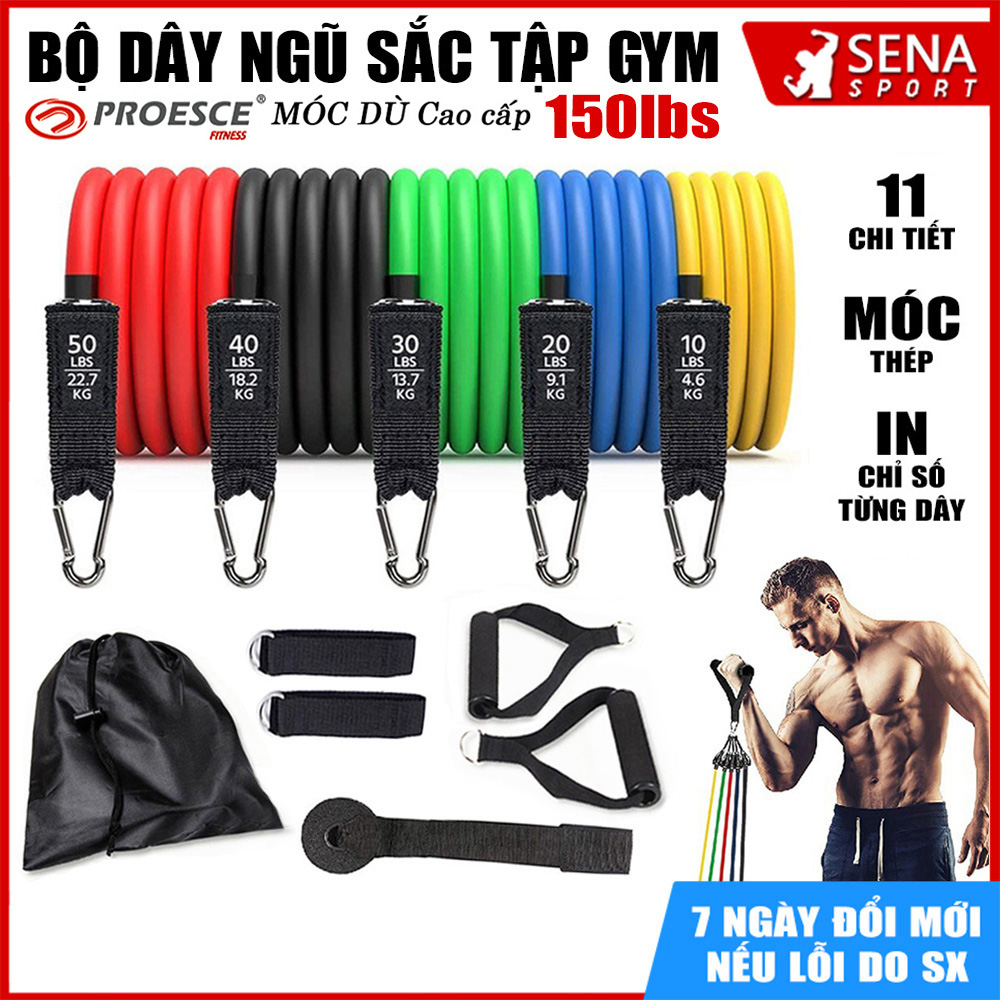 BỘ DÂY NGŨ SẮC TẬP GYM
PROESCE® MÓC DÙ Cao cấp 150lbs
FITNESS
SENA
SPORT
11
CHI TIẾT
MÓC
THÉP
IN
CHỈ SỐ
TỪNG DÂY
50
LBS
22.7
KG
40
LBS
18.2
KG
30
LBS
13.7
KG
20
LBS
9.1
KG
10
LBS
4.6
KG
7 NGÀY ĐỔI MỚI
NẾU LỖI DO SX